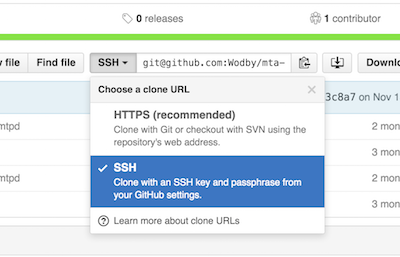 0 releases
1 contributor
file
Find file
SSH
git@github.com:Wodby/mta-
Choose a clone URL
3c8a7 on Nov 1
HTTPS (recommended)
Clone with Git or checkout with SVN using the
repository's web address.
mtpd
2 mon
3 mon
SSH
Clone with an SSH key and passphrase from
your GitHub settings.
mtpd
2 mon
3 mon
Learn more about clone URLs